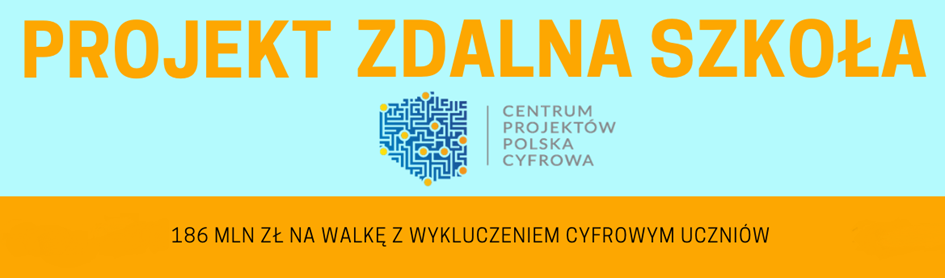 PROJEKT ZDALNA SZKOŁA
CENTRUM
PROJEKTÓW
POLSKA
CYFROWA
186 MLN ZŁ NA WALKĘ Z WYKLUCZENIEM CYFROWYM UCZNIÓW